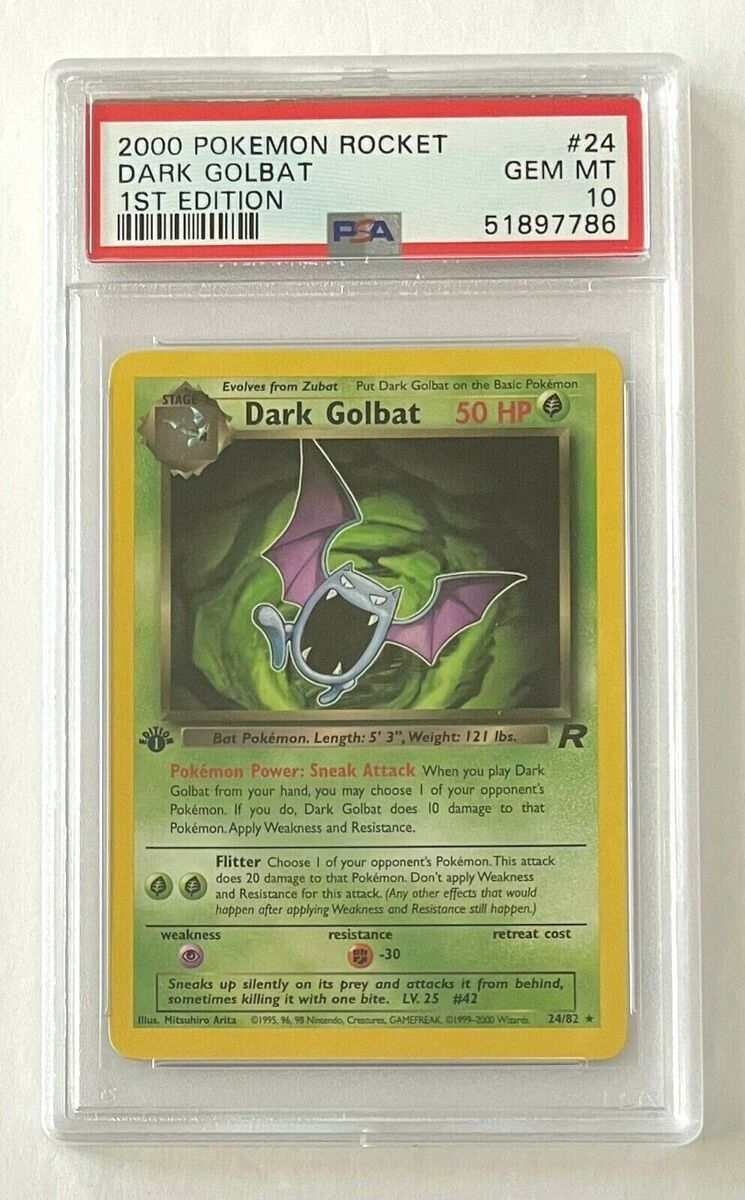 2000 POKEMON ROCKET #24
DARK GOLBAT GEM MT
1ST EDITION 10
PSA 51897786
Evolves from Zubat Put Dark Golbat on the Basic Pokémon
STAGE 1
Dark Golbat 50 HP
EDITION 1
Bat Pokémon. Length: 5' 3", Weight: 121 lbs. R
Pokémon Power: Sneak Attack When you play Dark
Golbat from your hand, you may choose 1 of your opponent's
Pokémon. If you do, Dark Golbat does 10 damage to that
Pokémon. Apply Weakness and Resistance.
Flitter Choose 1 of your opponent's Pokémon. This attack
does 20 damage to that Pokémon. Don't apply Weakness
and Resistance for this attack. (Any other effects that would
happen after applying Weakness and Resistance still happen.)
weakness resistance retreat cost
-30
Sneaks up silently on its prey and attacks it from behind,
sometimes killing it with one bite. LV. 25 #42
Illus. Mitsuhiro Arita ©1995, 96, 98 Nintendo, Creatures, GAMEFREAK. ©1999-2000 Wizards. 24/82 ★